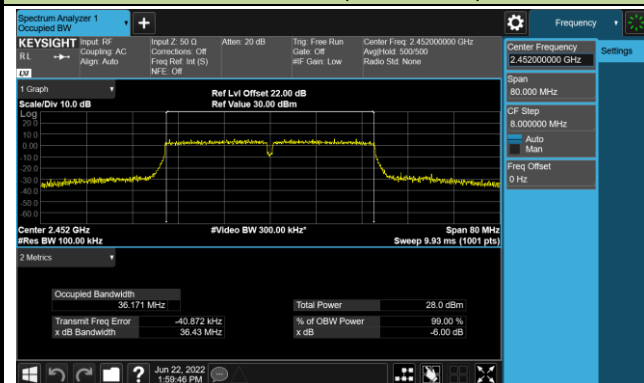 Spectrum Analyzer 1
Occupied BW
Frequency
KEYSIGHT
Input: RF
Coupling: AC
Align: Auto
Input Z: 50 Ω
Corrections: Off
Freq Ref: Int (S)
NFE: Off
Atten: 20 dB
Trig: Free Run
Gate: Off
#IF Gain: Low
Center Freq: 2.452000000 GHz
Avg|Hold: 500/500
Radio Std: None
RL
LXI
Center Frequency
2.452000000 GHz
Settings
Span
80.000 MHz
CF Step
8.000000 MHz
Auto
Man
Freq Offset
0 Hz
1 Graph
Scale/Div 10.0 dB
Ref Lvl Offset 22.00 dB
Ref Value 30.00 dBm
Log
20.0
10.0
0.00
-10.0
-20.0
-30.0
-40.0
-50.0
-60.0
Center 2.452 GHz
#Video BW 300.00 kHz*
Span 80 MHz
#Res BW 100.00 kHz
Sweep 9.93 ms (1001 pts)
2 Metrics
Occupied Bandwidth
36.171 MHz
Total Power 28.0 dBm
Transmit Freq Error -40.872 kHz
% of OBW Power 99.00 %
x dB Bandwidth 36.43 MHz
x dB -6.00 dB
?
Jun 22, 2022
1:59:46 PM